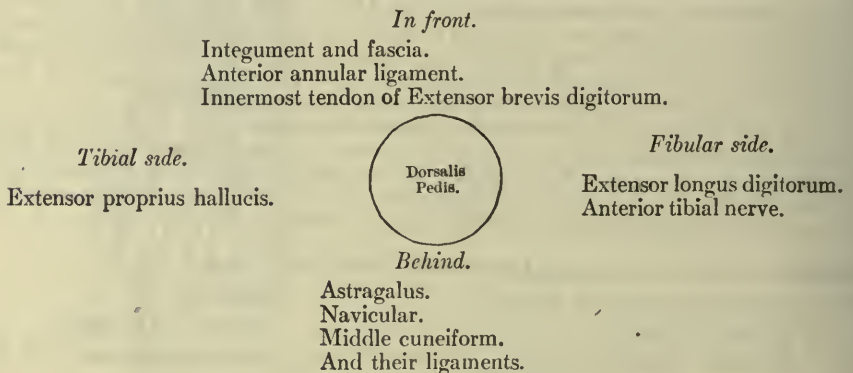 In front.
Integument and fascia.
Anterior annular ligament.
Innermost tendon of Extensor brevis digitorum.
Tibial side.
Extensor proprius hallucis.
Dorsalis
Pedis.
Fibular side.
Extensor longus digitorum.
Anterior tibial nerve.
Behind.
Astragalus.
Navicular.
Middle cuneiform.
And their ligaments.